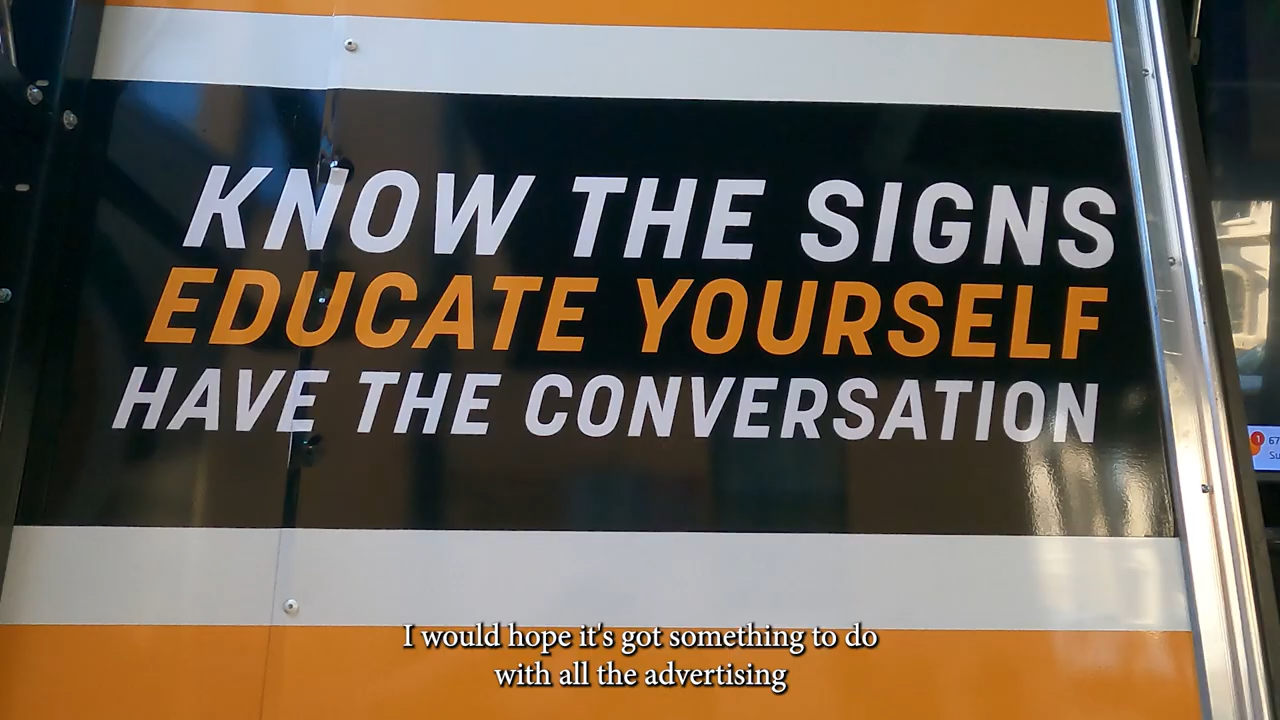 KNOW THE SIGNS
EDUCATE YOURSELF
HAVE THE CONVERSATION
I would hope it's got something to do
with all the advertising